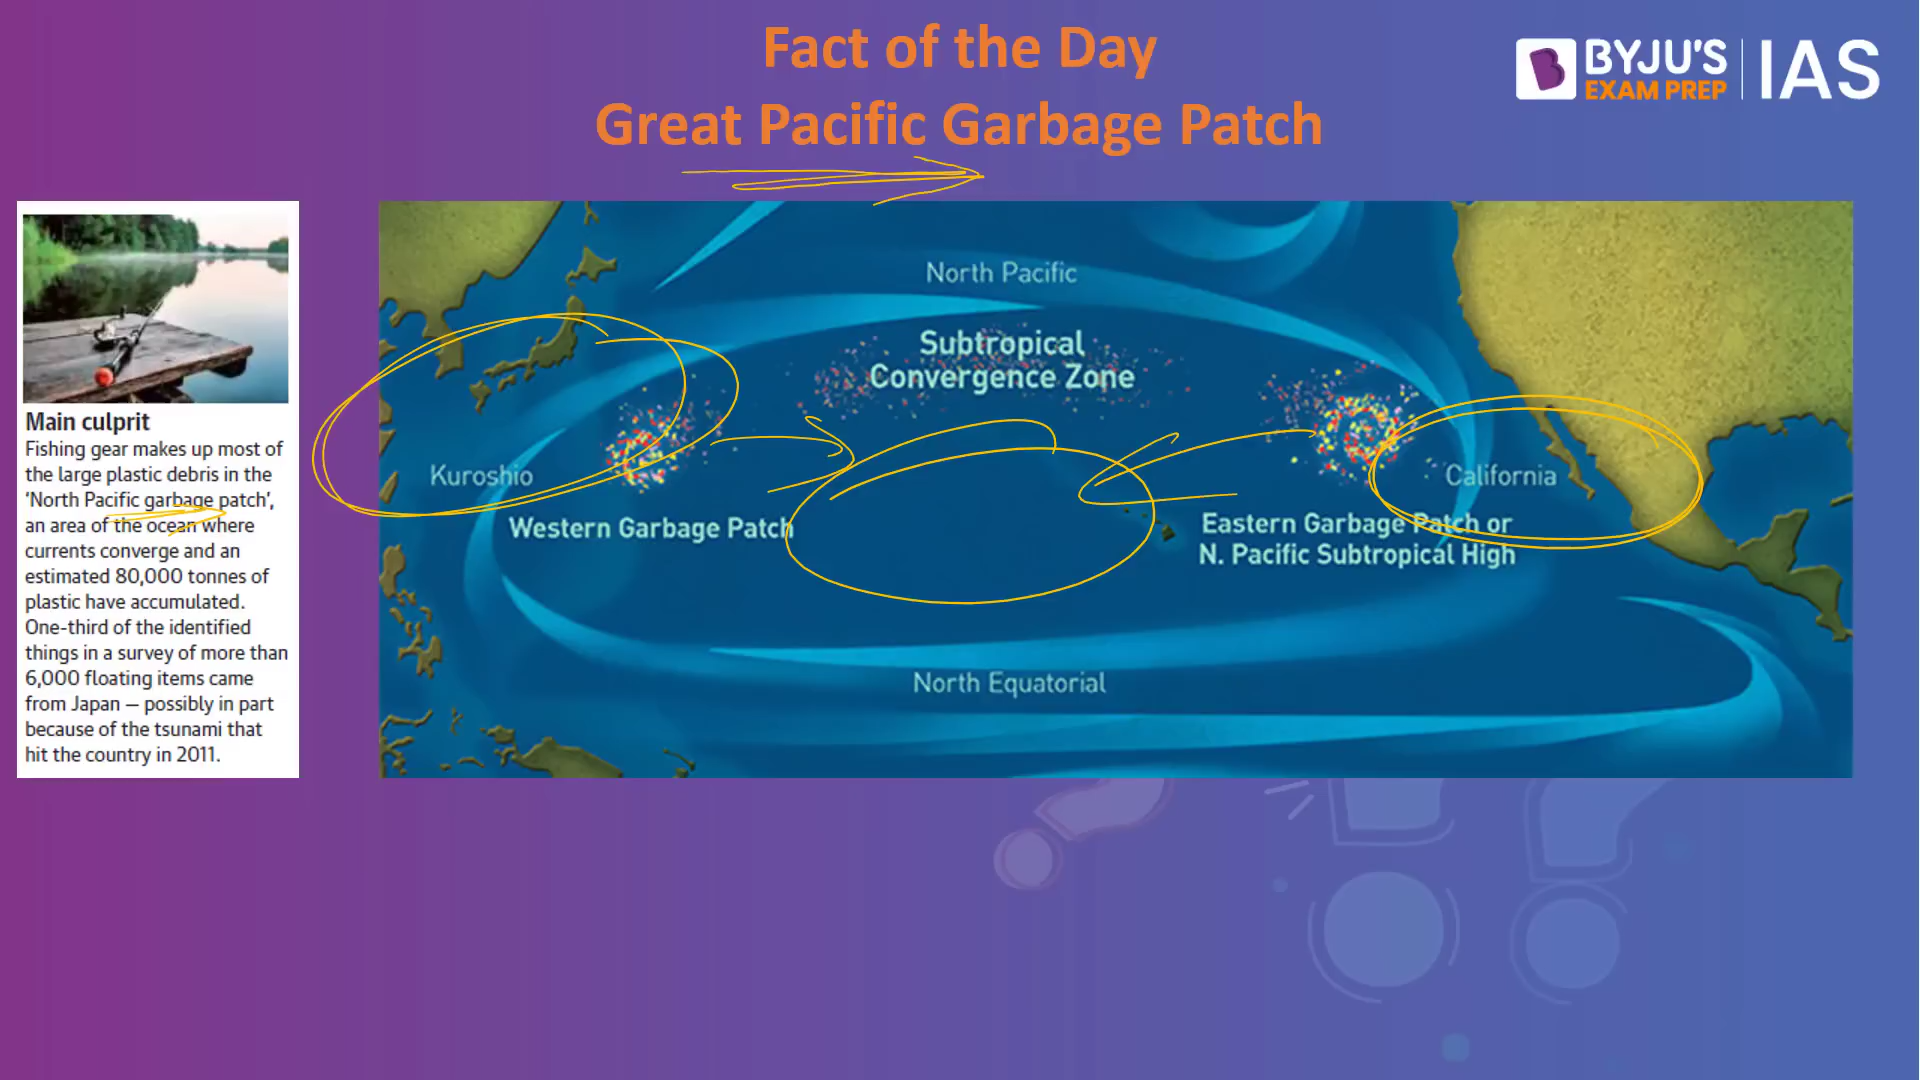 Fact of the Day
Great Pacific Garbage Patch
BYJU'S
EXAM PREP
IAS
Main culprit
Fishing gear makes up most of
the large plastic debris in the
‘North Pacific garbage patch’,
an area of the ocean where
currents converge and an
estimated 80,000 tonnes of
plastic have accumulated.
One-third of the identified
things in a survey of more than
6,000 floating items came
from Japan — possibly in part
because of the tsunami that
hit the country in 2011.
North Pacific
Subtropical
Convergence Zone
Kuroshio
California
Western Garbage Patch
Eastern Garbage Patch or
N. Pacific Subtropical High
North Equatorial